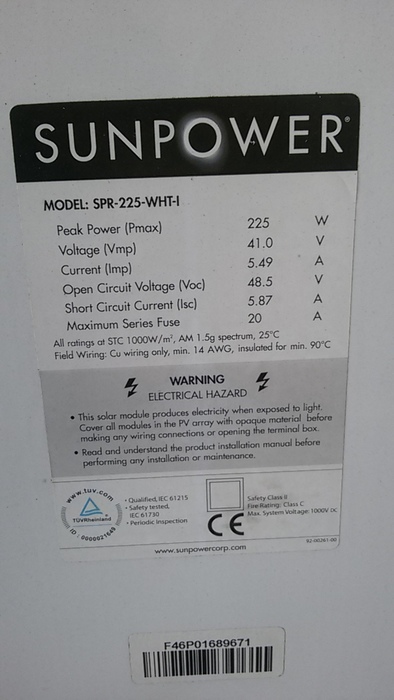 SUNPOWER®
MODEL: SPR-225-WHT-I
Peak Power (Pmax) 225 W
Voltage (Vmp) 41.0 V
Current (Imp) 5.49 A
Open Circuit Voltage (Voc) 48.5 V
Short Circuit Current (Isc) 5.87 A
Maximum Series Fuse 20 A
All ratings at STC 1000W/m², AM 1.5g spectrum, 25°C
Field Wiring: Cu wiring only, min. 14 AWG, insulated for min. 90°C
WARNING
ELECTRICAL HAZARD
• This solar module produces electricity when exposed to light.
Cover all modules in the PV array with opaque material before
making any wiring connections or opening the terminal box.
• Read and understand the product installation manual before
performing any installation or maintenance.
www.tuv.com
TÜVRheinland
ID: 0000021649
• Qualified, IEC 61215
• Safety tested,
IEC 61730
• Periodic Inspection
CE
Safety Class II
Fire Rating: Class C
Max. System Voltage: 1000V DC
www.sunpowercorp.com
F46P01689671